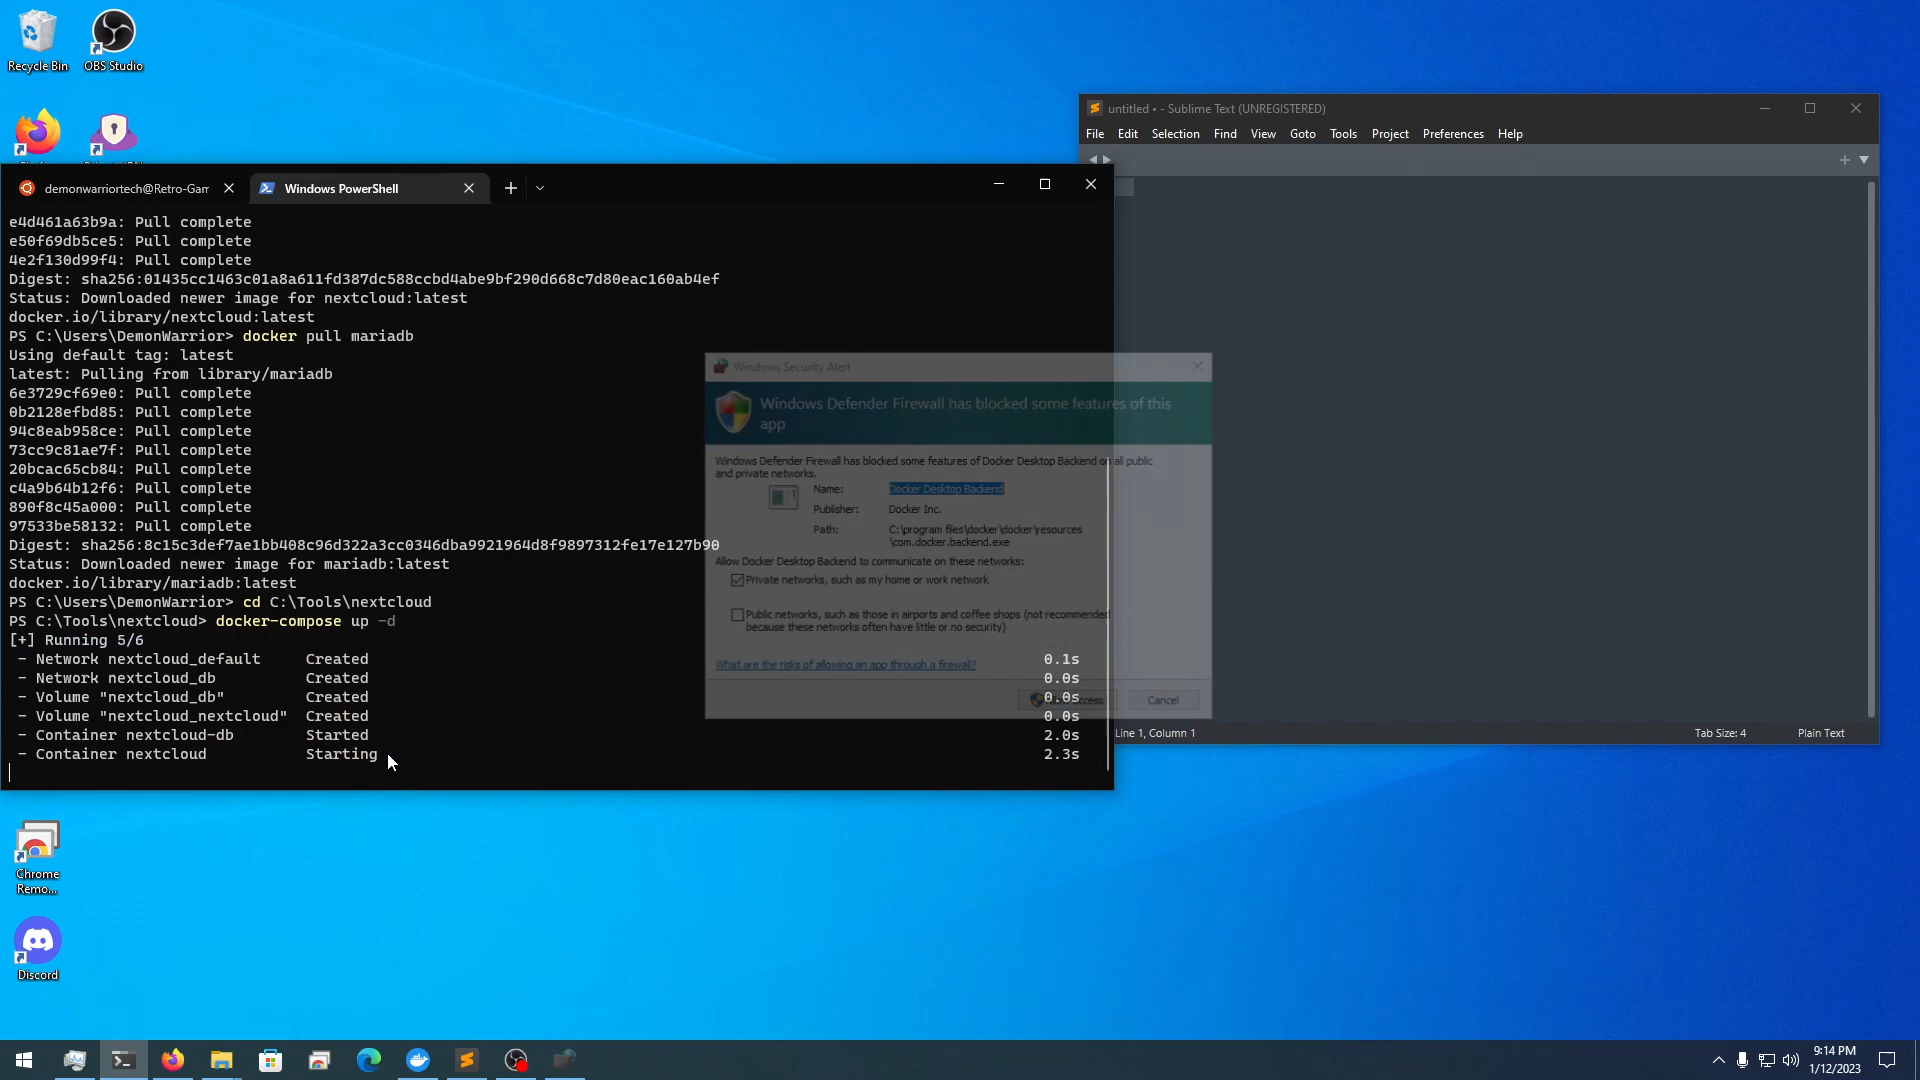 Recycle Bin
OBS Studio
untitled • - Sublime Text (UNREGISTERED)
File Edit Selection Find View Goto Tools Project Preferences Help
demonwarriortech@Retro-Gam
Windows PowerShell
e4d461a63b9a: Pull complete
e50f69db5ce5: Pull complete
4e2f130d99f4: Pull complete
Digest: sha256:01435cc1463c01a8a611fd387dc588ccbd4abe9bf290d668c7d80eac160ab4ef
Status: Downloaded newer image for nextcloud:latest
docker.io/library/nextcloud:latest
PS C:\Users\DemonWarrior> docker pull mariadb
Using default tag: latest
latest: Pulling from library/mariadb
6e3729cf69e0: Pull complete
0b2128efbd85: Pull complete
94c8eab958ce: Pull complete
73cc9c81ae7f: Pull complete
20bcac65cb84: Pull complete
c4a9b64b12f6: Pull complete
890f8c45a000: Pull complete
97533be58132: Pull complete
Digest: sha256:8c15c3def7ae1bb408c96d322a3cc0346dba9921964d8f9897312fe17e127b90
Status: Downloaded newer image for mariadb:latest
docker.io/library/mariadb:latest
PS C:\Users\DemonWarrior> cd C:\Tools\nextcloud
PS C:\Tools\nextcloud> docker-compose up -d
[+] Running 5/6
- Network nextcloud_default Created 0.1s
- Network nextcloud_db Created 0.0s
- Volume "nextcloud_db" Created 0.0s
- Volume "nextcloud_nextcloud" Created 0.0s
- Container nextcloud-db Started 2.0s
- Container nextcloud Starting 2.3s
Windows Security Alert
Windows Defender Firewall has blocked some features of this
app
Windows Defender Firewall has blocked some features of Docker Desktop Backend on all public
and private networks.
Name: Docker Desktop Backend
Publisher: Docker Inc.
Path: C:\program files\docker\docker\resources
\com.docker.backend.exe
Allow Docker Desktop Backend to communicate on these networks:
Private networks, such as my home or work network
Public networks, such as those in airports and coffee shops (not recommended
because these networks often have little or no security)
What are the risks of allowing an app through a firewall?
access
Cancel
Line 1, Column 1
Tab Size: 4
Plain Text
Chrome
Remo...
Discord
9:14 PM
1/12/2023